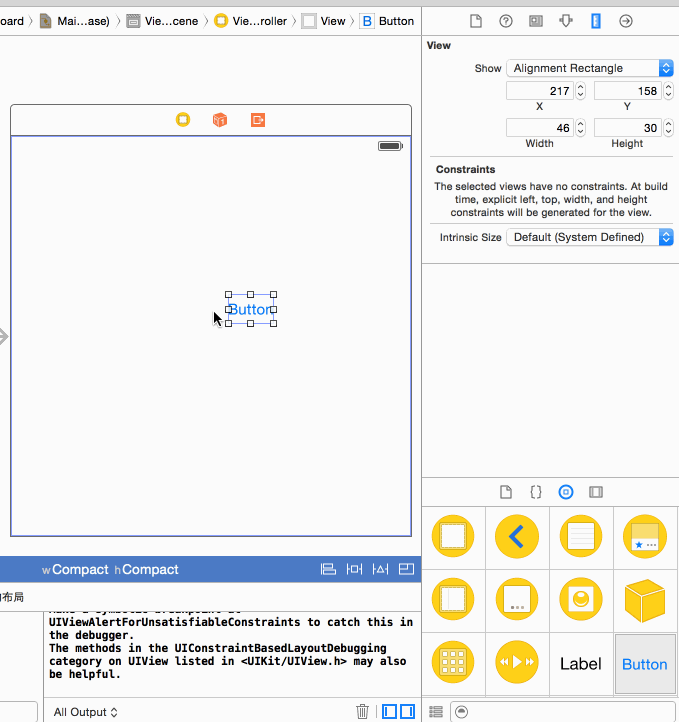 oard Mai...ase) Vie...cene Vie...roller View B Button
View
Show Alignment Rectangle
217 158
X Y
46 30
Width Height
Constraints
The selected views have no constraints. At build
time, explicit left, top, width, and height
constraints will be generated for the view.
Intrinsic Size Default (System Defined)
Button
wCompact hCompact
布局
UIViewAlertForUnsatisfiableConstraints to catch this in
the debugger.
The methods in the UIConstraintBasedLayoutDebugging
category on UIView listed in <UIKit/UIView.h> may also
be helpful.
All Output
Label Button